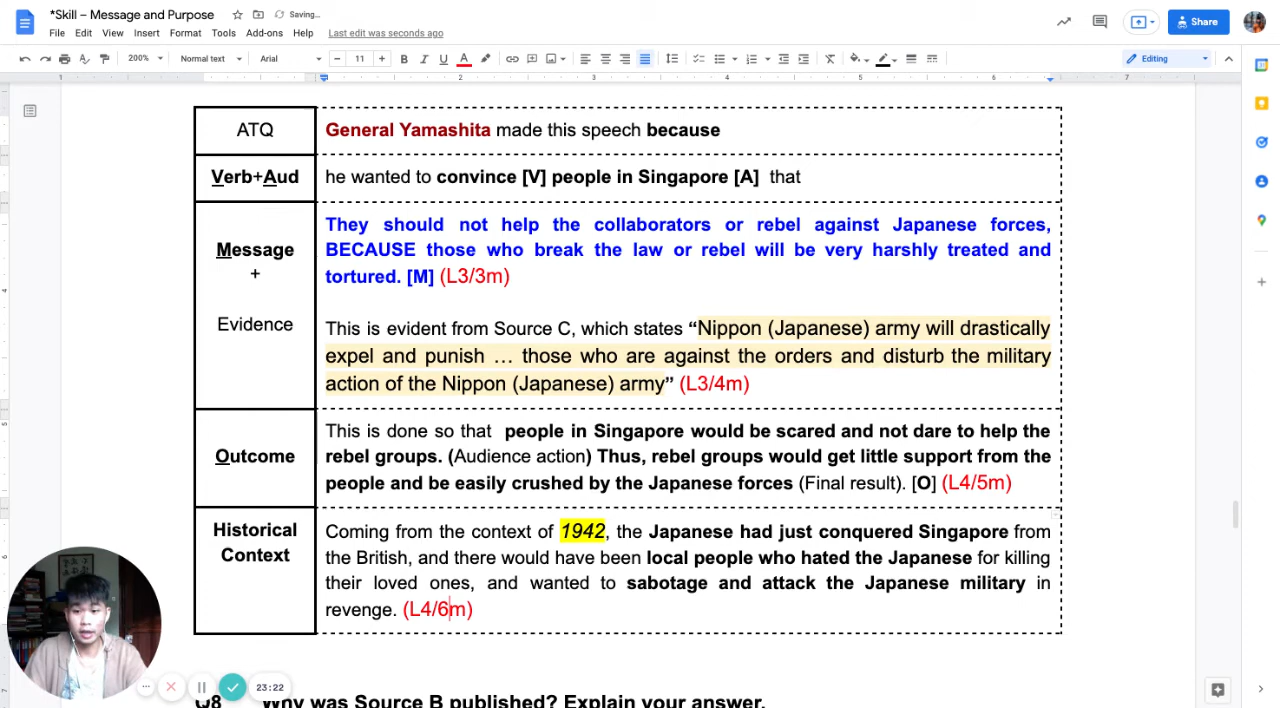 *Skill – Message and Purpose
Saving…
File Edit View Insert Format Tools Add-ons Help Last edit was seconds ago
Share
200% Normal text Arial 11 B I U A Editing
1 1 2 3 4 5 6 7
ATQ
General Yamashita made this speech because
Verb+Aud
he wanted to convince [V] people in Singapore [A] that
Message
+
Evidence
They should not help the collaborators or rebel against Japanese forces,
BECAUSE those who break the law or rebel will be very harshly treated and
tortured. [M] (L3/3m)
This is evident from Source C, which states “Nippon (Japanese) army will drastically
expel and punish … those who are against the orders and disturb the military
action of the Nippon (Japanese) army” (L3/4m)
Outcome
This is done so that people in Singapore would be scared and not dare to help the
rebel groups. (Audience action) Thus, rebel groups would get little support from the
people and be easily crushed by the Japanese forces (Final result). [O] (L4/5m)
Historical
Context
Coming from the context of 1942, the Japanese had just conquered Singapore from
the British, and there would have been local people who hated the Japanese for killing
their loved ones, and wanted to sabotage and attack the Japanese military in
revenge. (L4/6m)
23:22
Q8 Why was Source B published? Explain your answer.